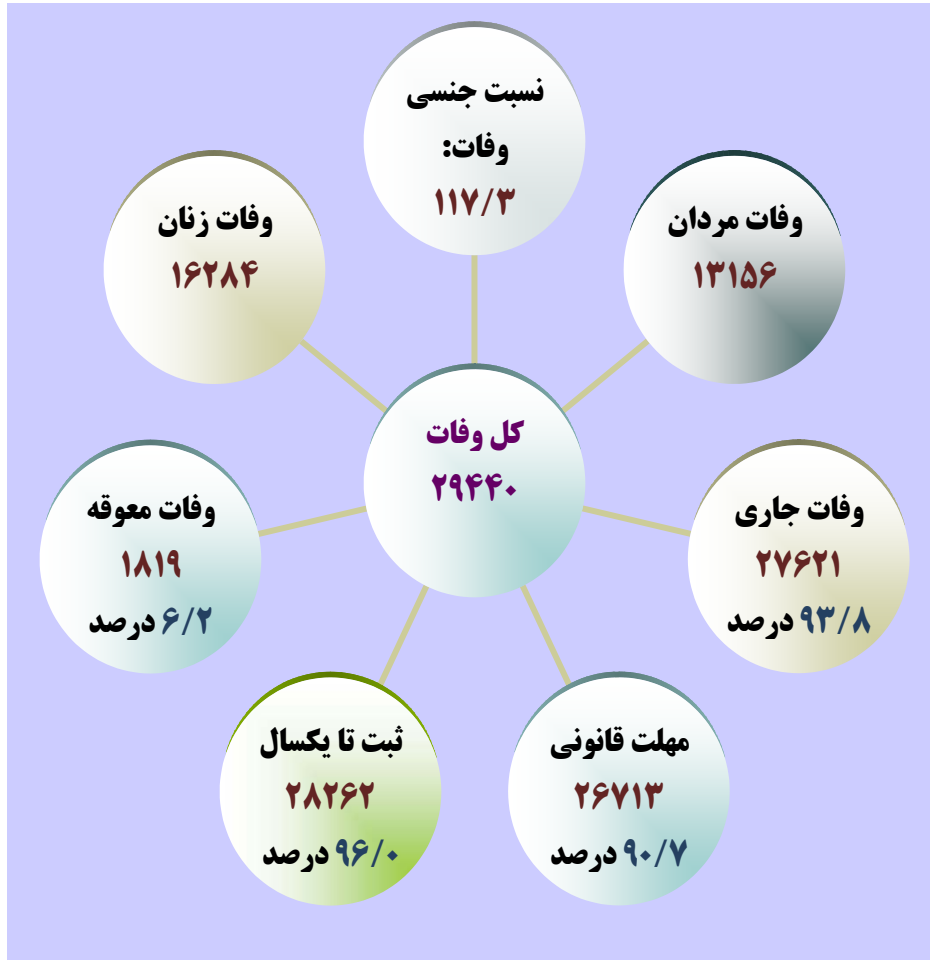 نسبت جنسی
وفات:
۱۱۷/۳
وفات مردان
۱۳۱۵۶
وفات زنان
۱۶۲۸۴
کل وفات
۲۹۴۴۰
وفات جاری
۲۷۶۲۱
۹۳/۸ درصد
وفات معوقه
۱۸۱۹
۶/۲ درصد
مهلت قانونی
۲۶۷۱۳
۹۰/۷ درصد
ثبت تا یکسال
۲۸۲۶۲
۹۶/۰ درصد